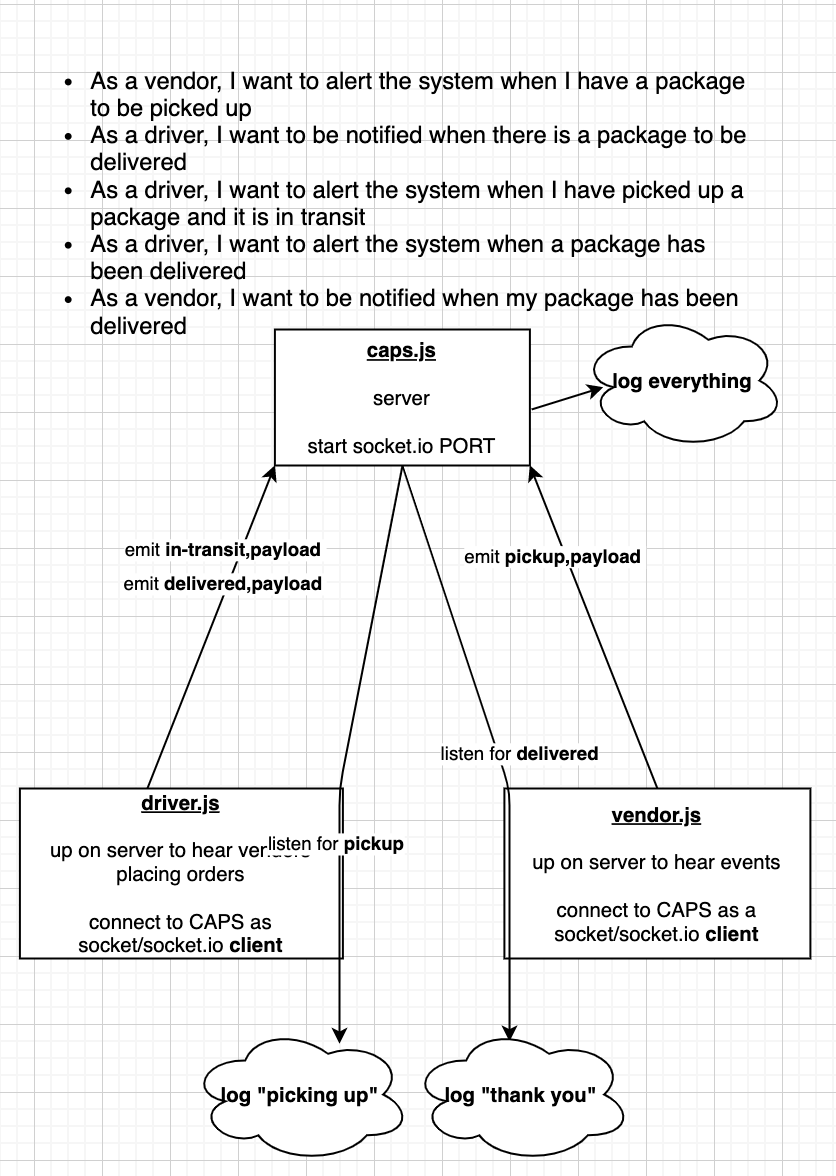 • As a vendor, I want to alert the system when I have a package
to be picked up
• As a driver, I want to be notified when there is a package to be
delivered
• As a driver, I want to alert the system when I have picked up a
package and it is in transit
• As a driver, I want to alert the system when a package has
been delivered
• As a vendor, I want to be notified when my package has been
delivered
caps.js
server
start socket.io PORT
log everything
emit in-transit,payload
emit delivered,payload
emit pickup,payload
listen for delivered
driver.js
up on server to hear vendors
placing orders
connect to CAPS as
socket/socket.io client
listen for pickup
vendor.js
up on server to hear events
connect to CAPS as a
socket/socket.io client
log "picking up"
log "thank you"